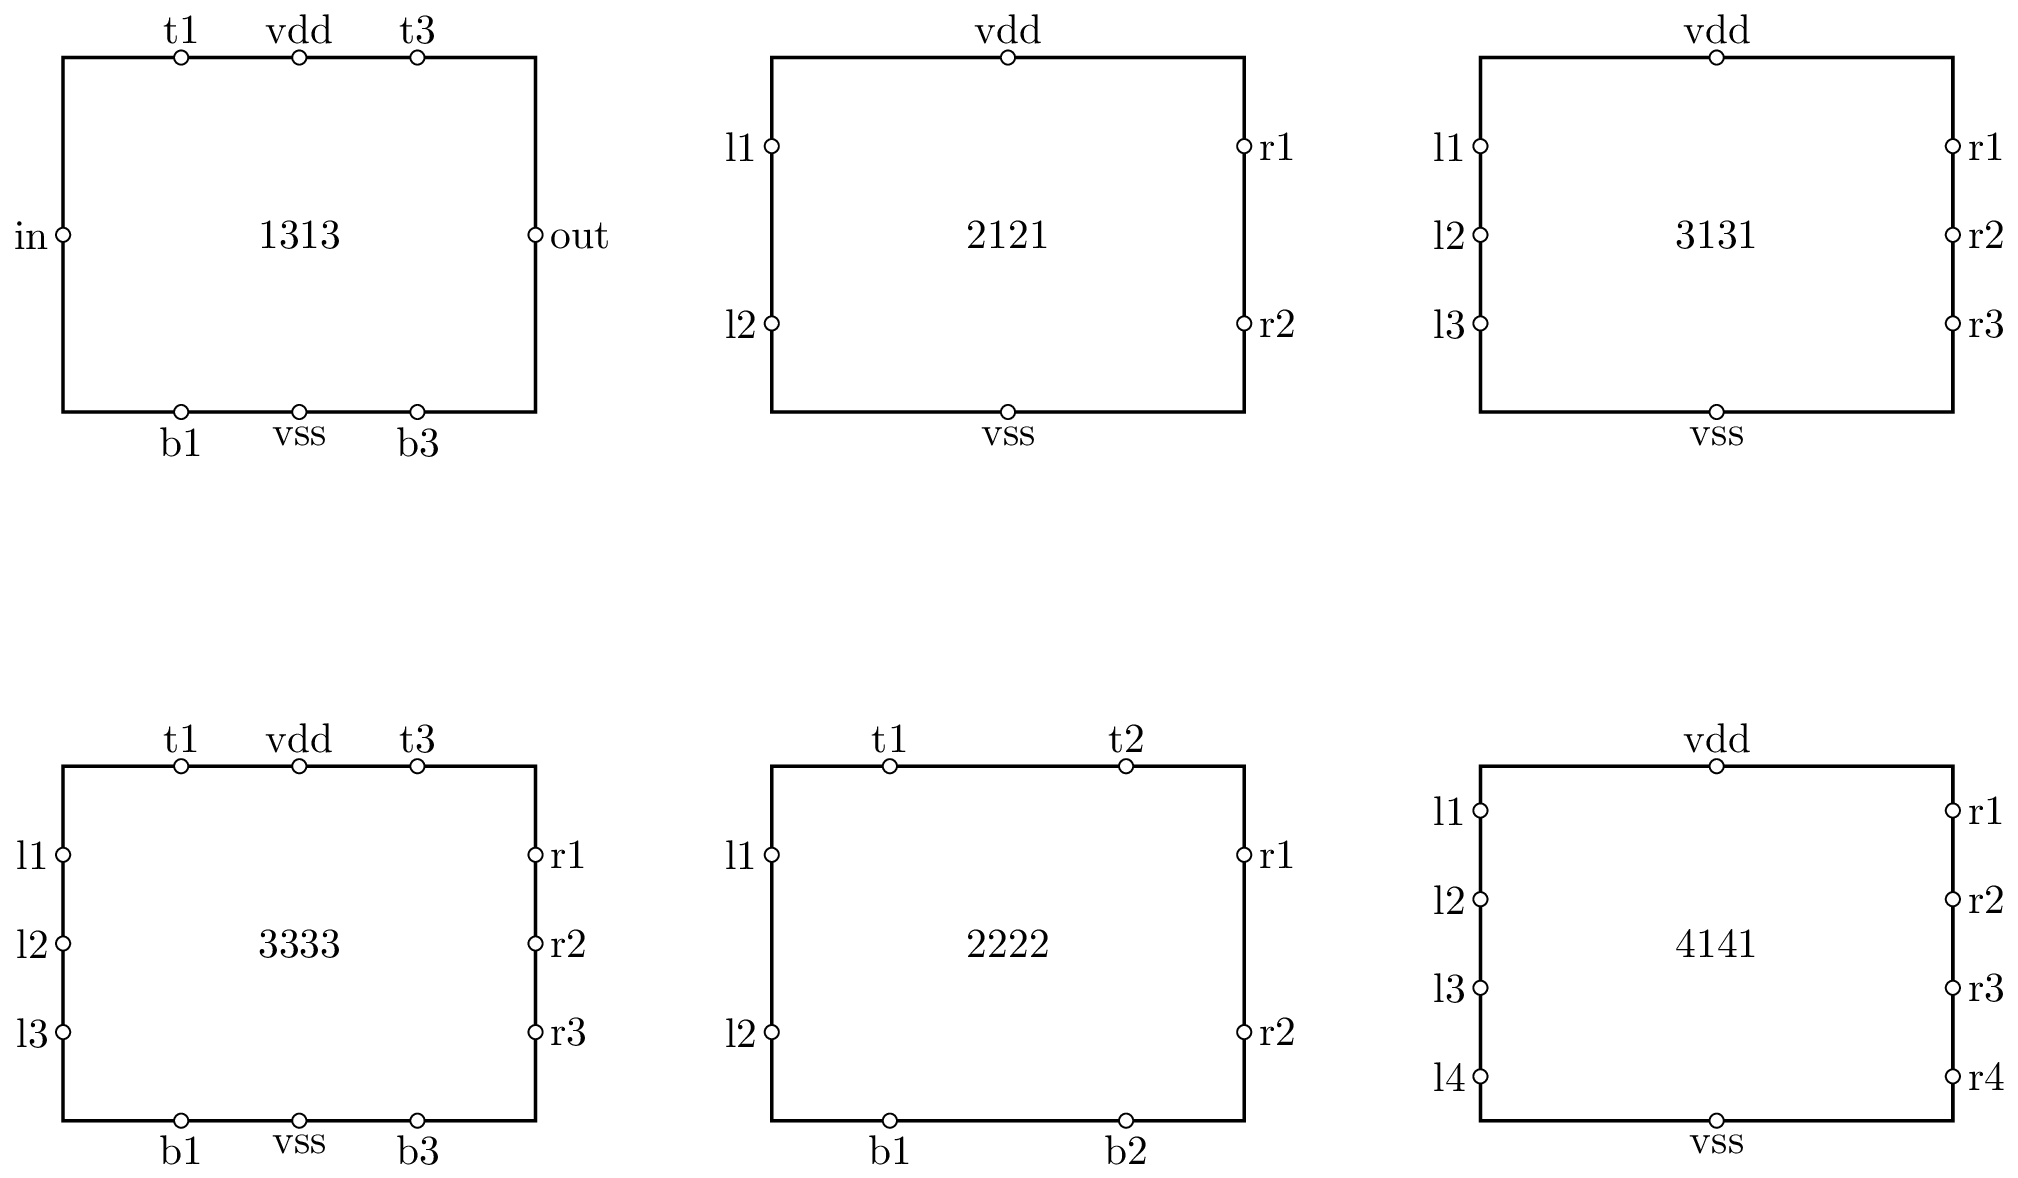 t1 vdd t3 vdd vdd
l1 r1 l1 r1
in 1313 out 2121 l2 3131 r2
l2 r2 l3 r3
b1 vss b3 vss vss
t1 vdd t3 t1 t2 vdd
l1 r1
l1 r1 l1 r1
l2 r2
l2 3333 r2 2222 4141
l3 r3
l3 r3 l2 r2
l4 r4
b1 vss b3 b1 b2 vss